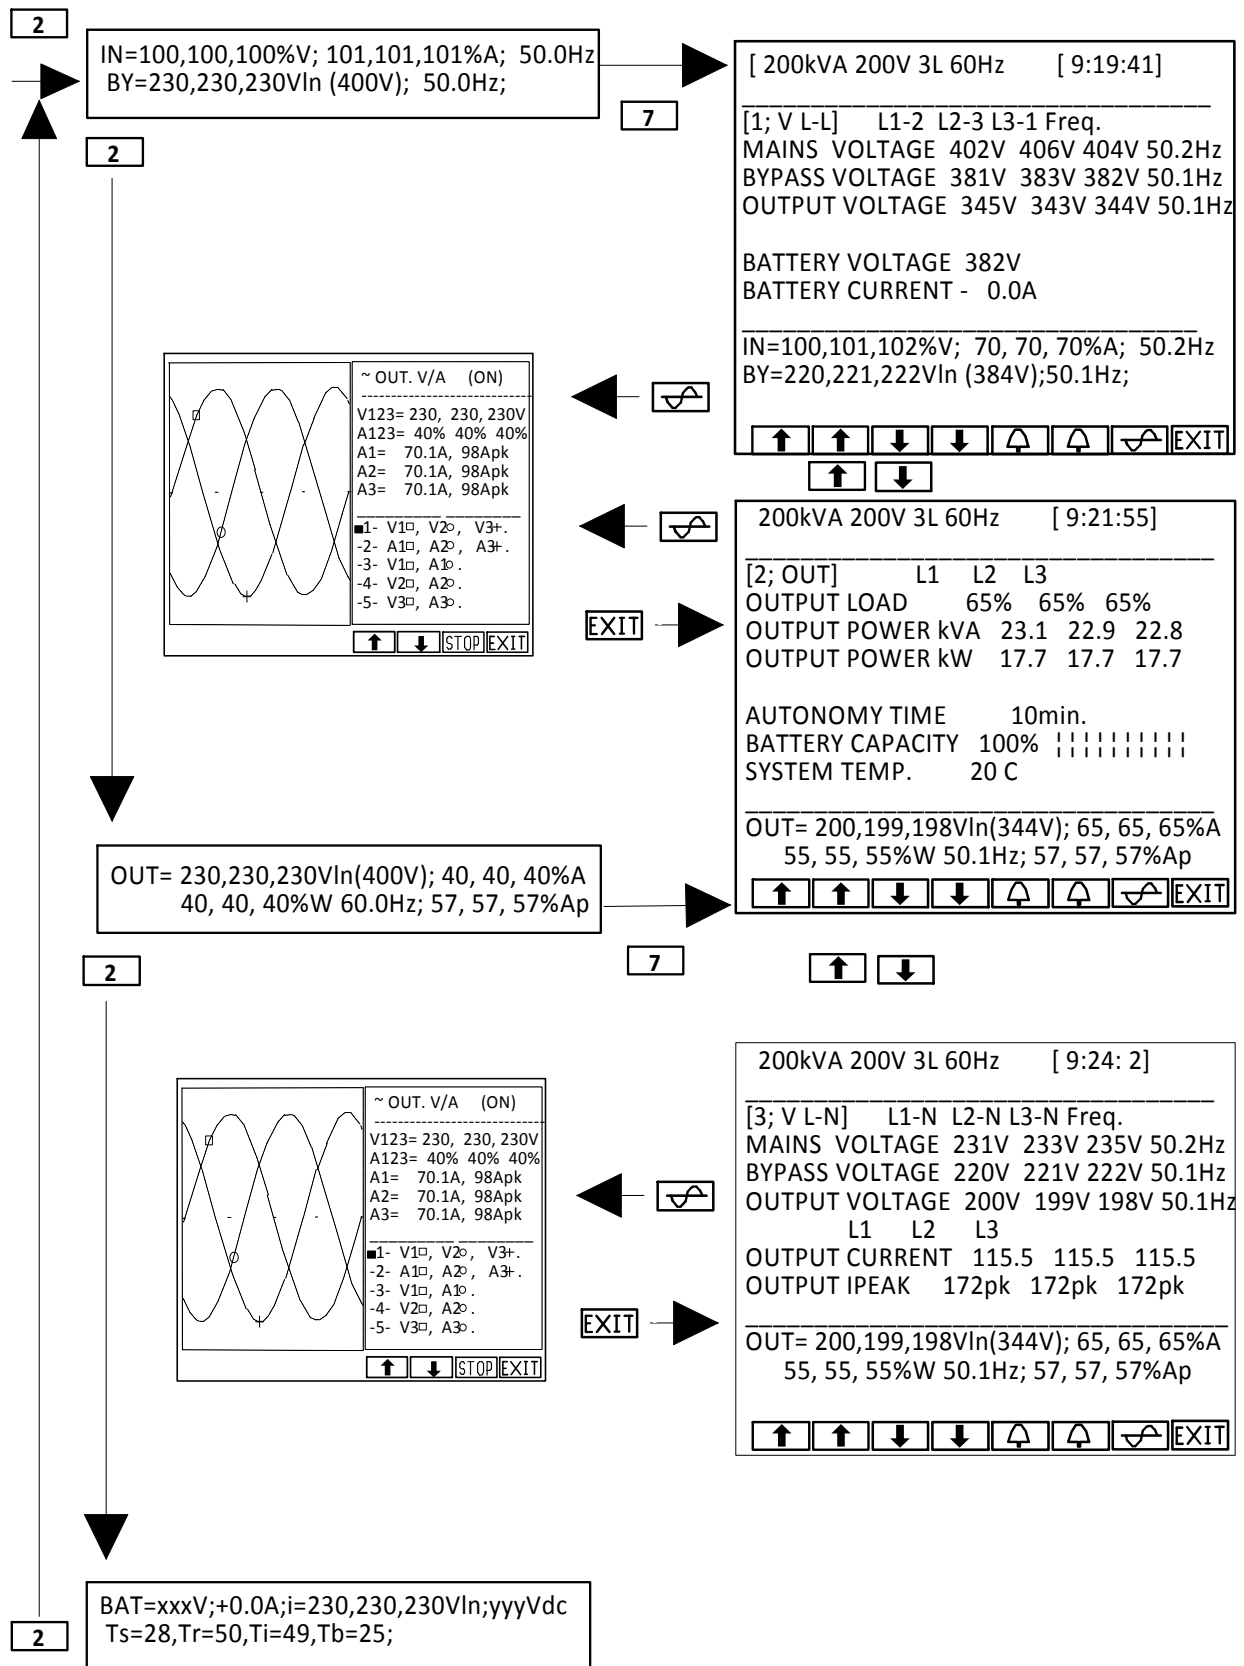 2
IN=100,100,100%V; 101,101,101%A; 50.0Hz
BY=230,230,230Vln (400V); 50.0Hz;
7
2
[ 200kVA 200V 3L 60Hz [ 9:19:41]
[1; V L-L] L1-2 L2-3 L3-1 Freq.
MAINS VOLTAGE 402V 406V 404V 50.2Hz
BYPASS VOLTAGE 381V 383V 382V 50.1Hz
OUTPUT VOLTAGE 345V 343V 344V 50.1Hz
BATTERY VOLTAGE 382V
BATTERY CURRENT - 0.0A
IN=100,101,102%V; 70, 70, 70%A; 50.2Hz
BY=220,221,222Vln (384V);50.1Hz;
EXIT
~ OUT. V/A (ON)
V123= 230, 230, 230V
A123= 40% 40% 40%
A1= 70.1A, 98Apk
A2= 70.1A, 98Apk
A3= 70.1A, 98Apk
■1- V1□, V2○, V3+.
-2- A1□, A2○, A3+.
-3- V1□, A1○.
-4- V2□, A2○.
-5- V3□, A3○.
STOP EXIT
EXIT
200kVA 200V 3L 60Hz [ 9:21:55]
[2; OUT] L1 L2 L3
OUTPUT LOAD 65% 65% 65%
OUTPUT POWER kVA 23.1 22.9 22.8
OUTPUT POWER kW 17.7 17.7 17.7
AUTONOMY TIME 10min.
BATTERY CAPACITY 100% ¦¦¦¦¦¦¦¦¦¦
SYSTEM TEMP. 20 C
OUT= 200,199,198Vln(344V); 65, 65, 65%A
55, 55, 55%W 50.1Hz; 57, 57, 57%Ap
EXIT
OUT= 230,230,230Vln(400V); 40, 40, 40%A
40, 40, 40%W 60.0Hz; 57, 57, 57%Ap
7
2
200kVA 200V 3L 60Hz [ 9:24: 2]
[3; V L-N] L1-N L2-N L3-N Freq.
MAINS VOLTAGE 231V 233V 235V 50.2Hz
BYPASS VOLTAGE 220V 221V 222V 50.1Hz
OUTPUT VOLTAGE 200V 199V 198V 50.1Hz
L1 L2 L3
OUTPUT CURRENT 115.5 115.5 115.5
OUTPUT IPEAK 172pk 172pk 172pk
OUT= 200,199,198Vln(344V); 65, 65, 65%A
55, 55, 55%W 50.1Hz; 57, 57, 57%Ap
EXIT
~ OUT. V/A (ON)
V123= 230, 230, 230V
A123= 40% 40% 40%
A1= 70.1A, 98Apk
A2= 70.1A, 98Apk
A3= 70.1A, 98Apk
■1- V1□, V2○, V3+.
-2- A1□, A2○, A3+.
-3- V1□, A1○.
-4- V2□, A2○.
-5- V3□, A3○.
STOP EXIT
EXIT
BAT=xxxV;+0.0A;i=230,230,230Vln;yyyVdc
Ts=28,Tr=50,Ti=49,Tb=25;
2